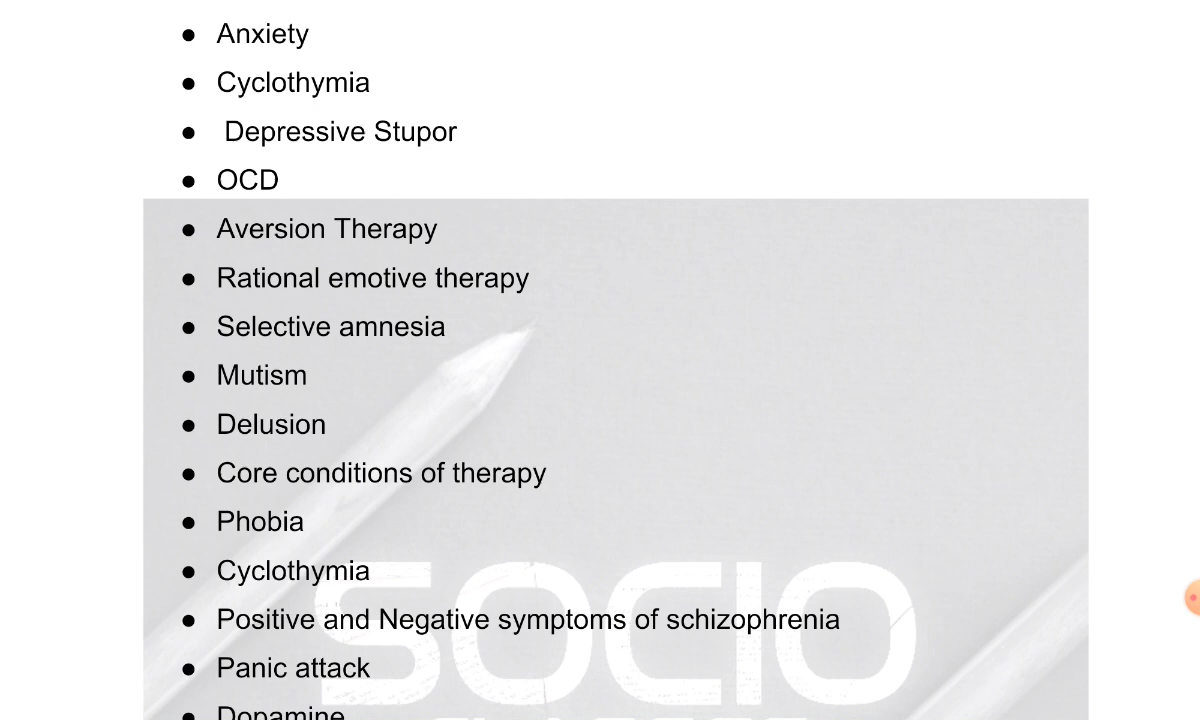 ● Anxiety
● Cyclothymia
● Depressive Stupor
● OCD
● Aversion Therapy
● Rational emotive therapy
● Selective amnesia
● Mutism
● Delusion
● Core conditions of therapy
● Phobia
● Cyclothymia
● Positive and Negative symptoms of schizophrenia
● Panic attack
● Dopamine
SOCIO